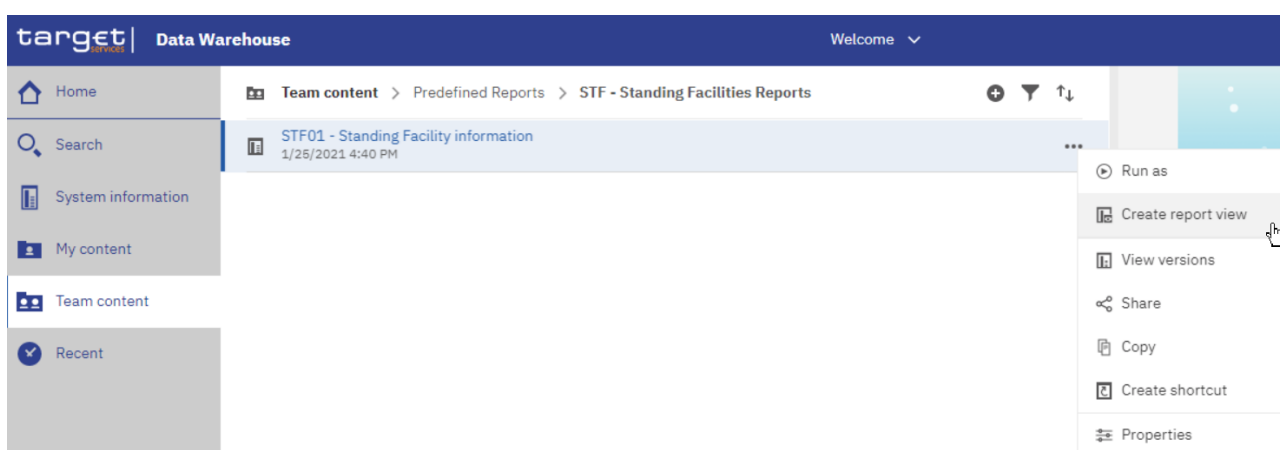 target services | Data Warehouse Welcome
Home
Team content > Predefined Reports > STF - Standing Facilities Reports
Search
STF01 - Standing Facility information
1/25/2021 4:40 PM
System information
My content
Team content
Recent
Run as
Create report view
View versions
Share
Copy
Create shortcut
Properties